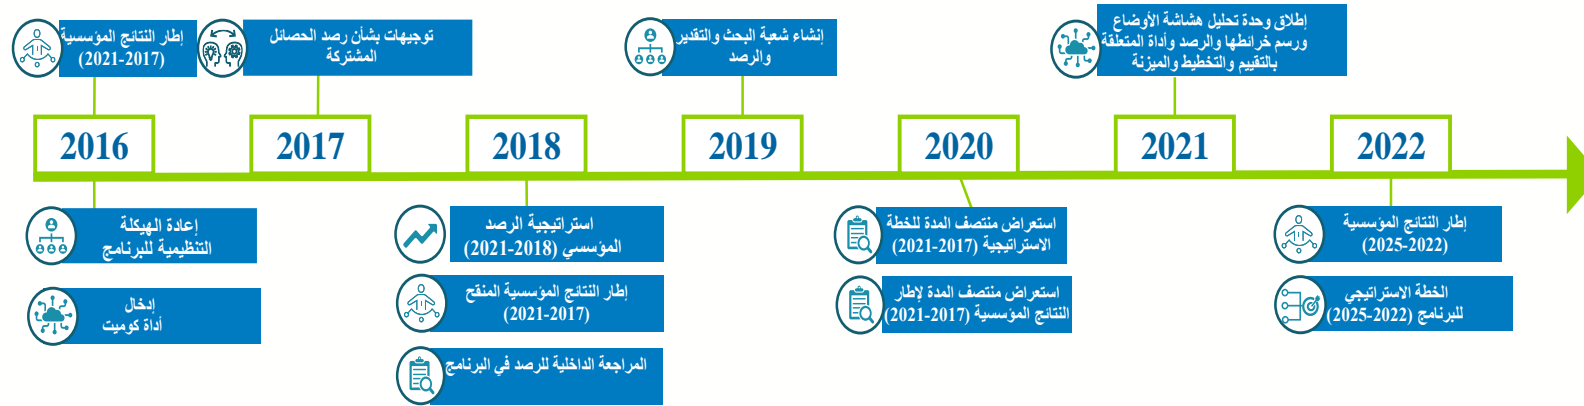 إطار النتائج المؤسسية
(2021-2017)
توجيهات بشأن رصد الحصائل
المشتركة
إنشاء شعبة البحث والتقدير
والرصد
إطلاق وحدة تحليل هشاشة الأوضاع
ورسم خرائطها والرصد وأداة المتعلقة
بالتقييم والتخطيط والميزنة
2016
2017
2018
2019
2020
2021
2022
إعادة الهيكلة
التنظيمية للبرنامج
إدخال
أداة كوميت
استراتيجية الرصد
المؤسسي (2018-2021)
إطار النتائج المؤسسية المنقح
(2021-2017)
المراجعة الداخلية للرصد في البرنامج
استعراض منتصف المدة للخطة
الاستراتيجية (2017-2021)
استعراض منتصف المدة لإطار
النتائج المؤسسية (2017-2021)
إطار النتائج المؤسسية
(2025-2022)
الخطة الاستراتيجي
للبرنامج (2022-2025)